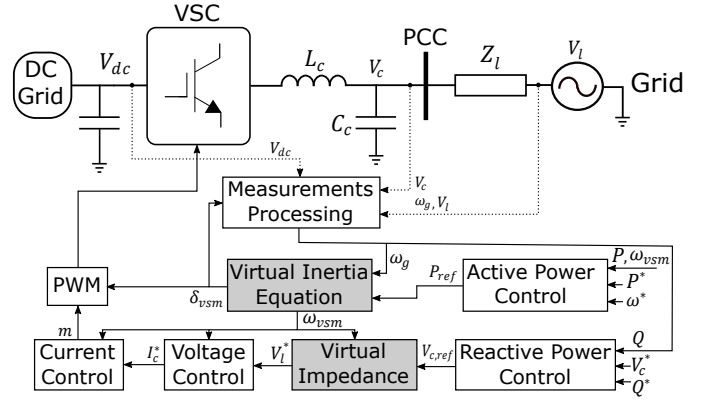 VSC
PCC
DC
Grid
V_dc
L_c
V_c
Z_l
V_l
Grid
C_c
V_dc
V_c
ω_g, V_l
Measurements
Processing
ω_g
P, ω_vsm
P*
ω*
PWM
δ_vsm
Virtual Inertia
Equation
P_ref
Active Power
Control
ω_vsm
m
Current
Control
I_c*
Voltage
Control
V_l*
Virtual
Impedance
V_c,ref
Reactive Power
Control
Q
V_c*
Q*